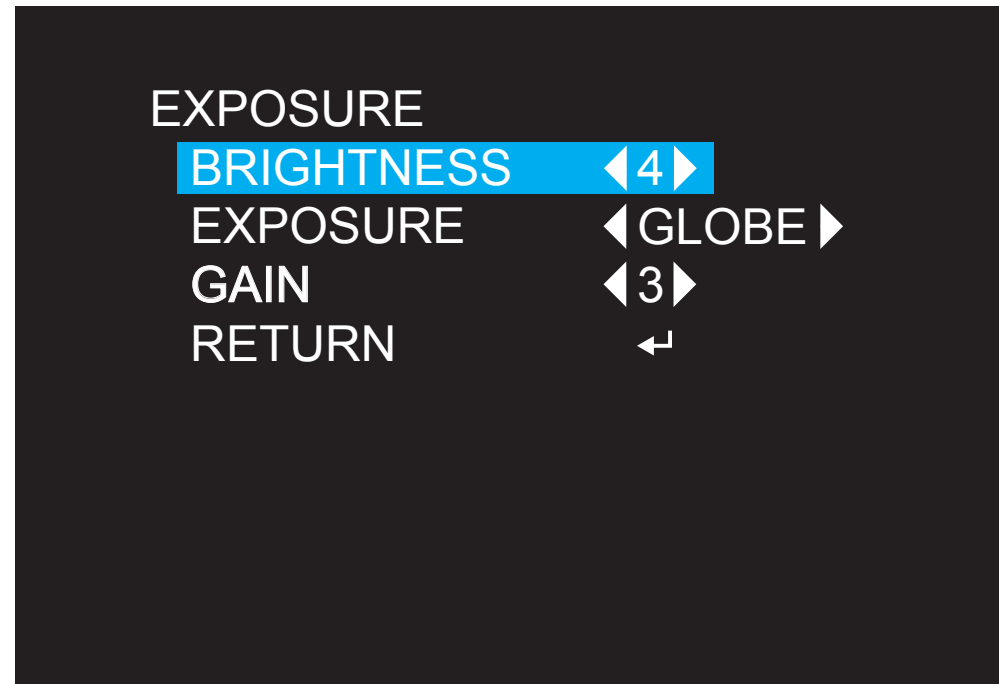 EXPOSURE
BRIGHTNESS 4
EXPOSURE GLOBE
GAIN 3
RETURN